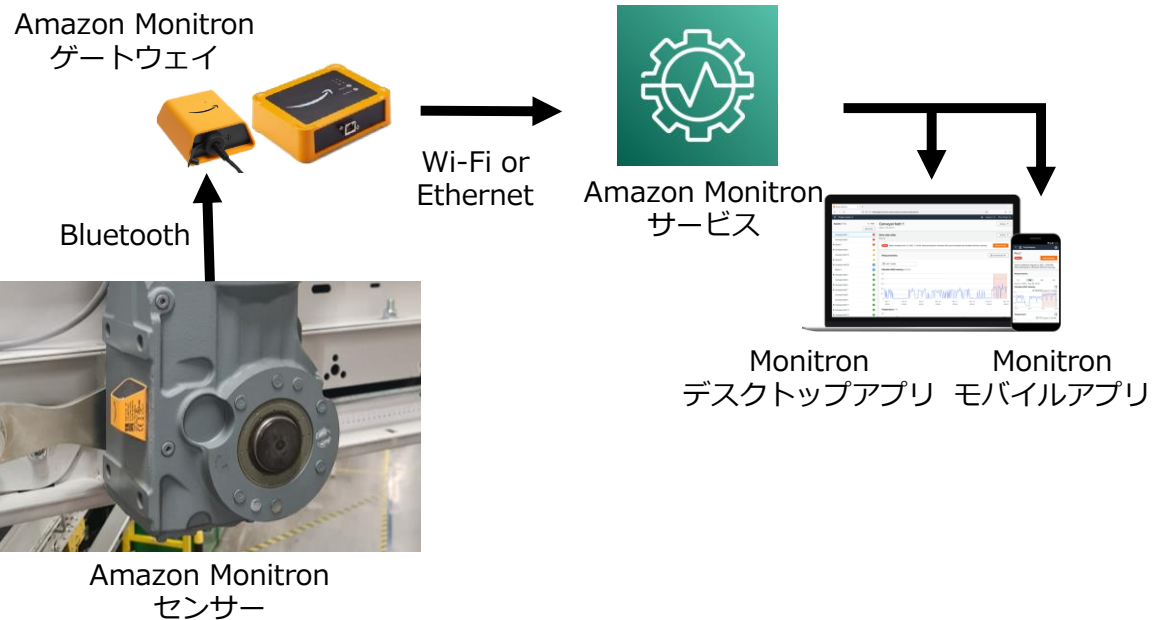 Amazon Monitron
ゲートウェイ
Wi-Fi or
Ethernet
Bluetooth
Amazon Monitron
サービス
Monitron
デスクトップアプリ
Monitron
モバイルアプリ
Amazon Monitron
センサー